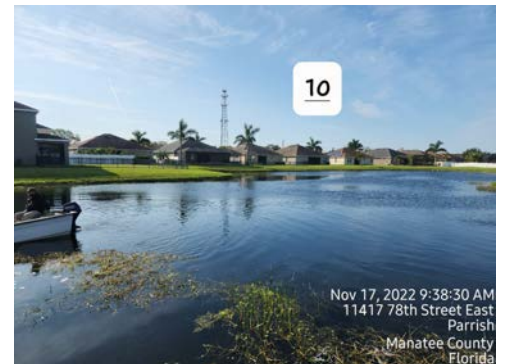 10
Nov 17, 2022 9:38:30 AM
11417 78th Street East
Parrish
Manatee County
Florida